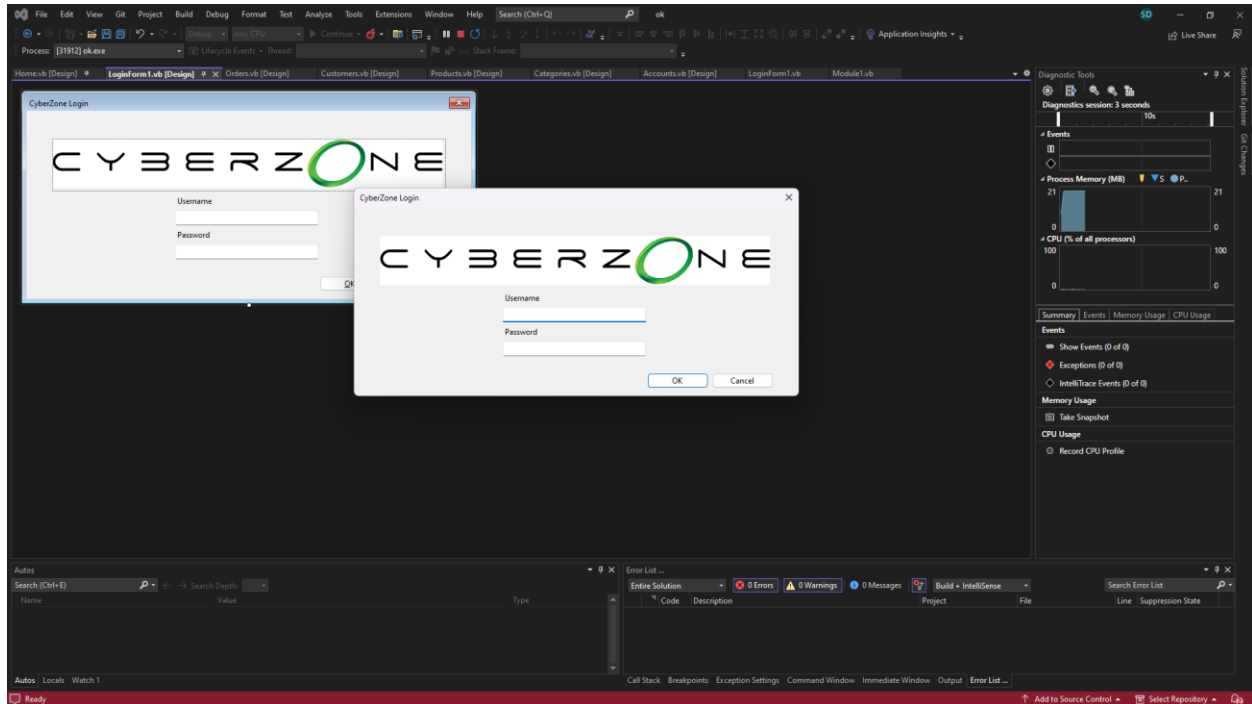 File Edit View Git Project Build Debug Format Test Analyze Tools Extensions Window Help Search (Ctrl+Q) ok SD
Debug Any CPU Continue Application Insights Live Share
Process: [31912] ok.exe Lifecycle Events Thread: Stack Frame:
Home.vb [Design] LoginForm1.vb [Design] Orders.vb [Design] Customers.vb [Design] Products.vb [Design] Categories.vb [Design] Accounts.vb [Design] LoginForm1.vb Module1.vb
CyberZone Login
CYBERZONE
Username
Password
OK
CyberZone Login
CYBERZONE
Username
Password
OK Cancel
Diagnostic Tools
Diagnostics session: 3 seconds
10s
Events
Process Memory (MB) S P...
21 21
0 0
CPU (% of all processors)
100 100
0 0
Summary Events Memory Usage CPU Usage
Events
Show Events (0 of 0)
Exceptions (0 of 0)
IntelliTrace Events (0 of 0)
Memory Usage
Take Snapshot
CPU Usage
Record CPU Profile
Solution Explorer
Git Changes
Autos
Search (Ctrl+E) Search Depth:
Name Value Type
Autos Locals Watch 1
Error List ...
Entire Solution 0 Errors 0 Warnings 0 Messages Build + IntelliSense Search Error List
Code Description Project File Line Suppression State
Call Stack Breakpoints Exception Settings Command Window Immediate Window Output Error List ...
Ready Add to Source Control Select Repository